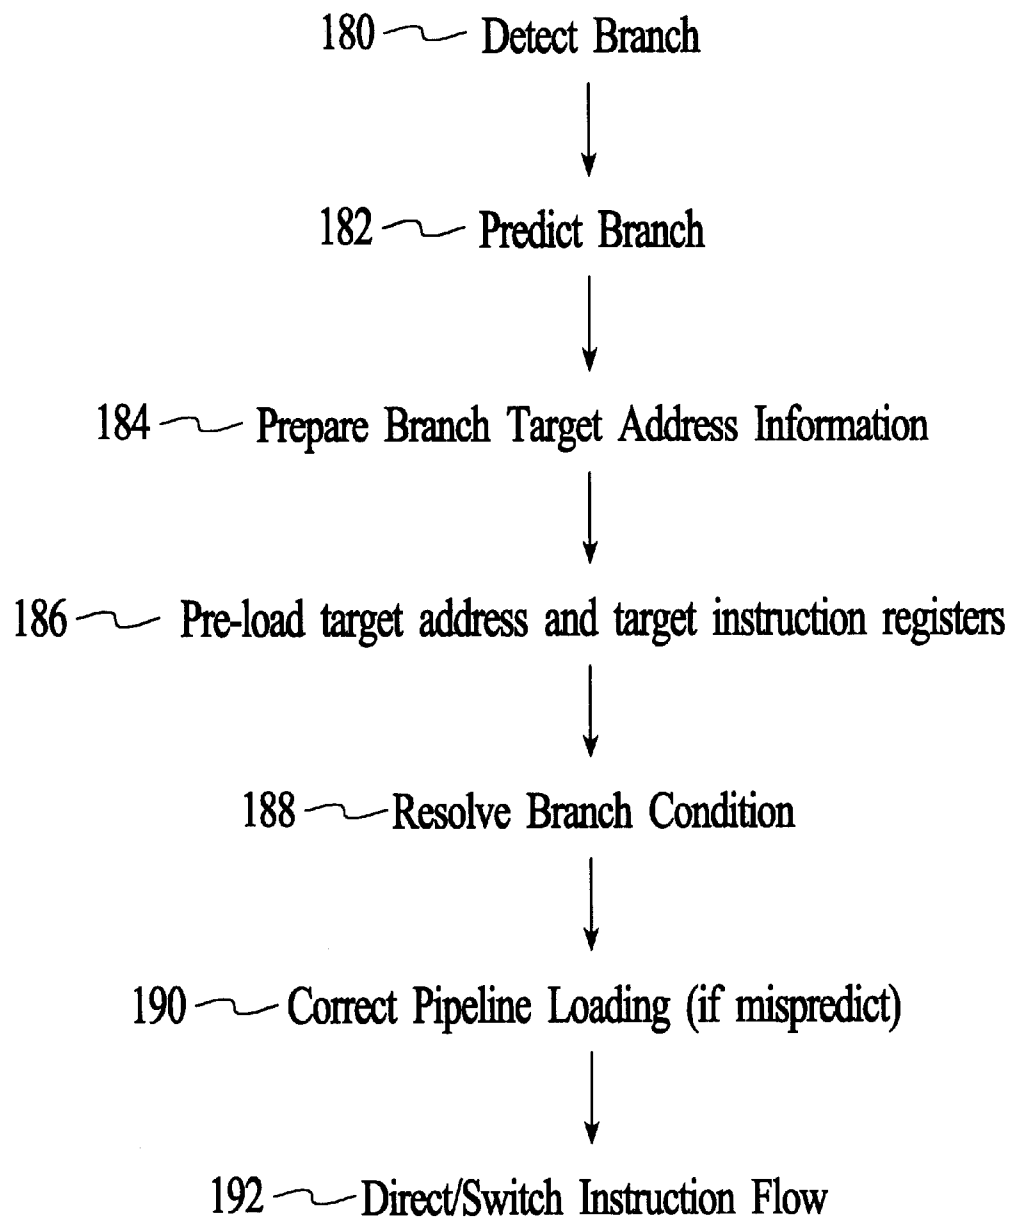 180 Detect Branch
182 Predict Branch
184 Prepare Branch Target Address Information
186 Pre-load target address and target instruction registers
188 Resolve Branch Condition
190 Correct Pipeline Loading (if mispredict)
192 Direct/Switch Instruction Flow